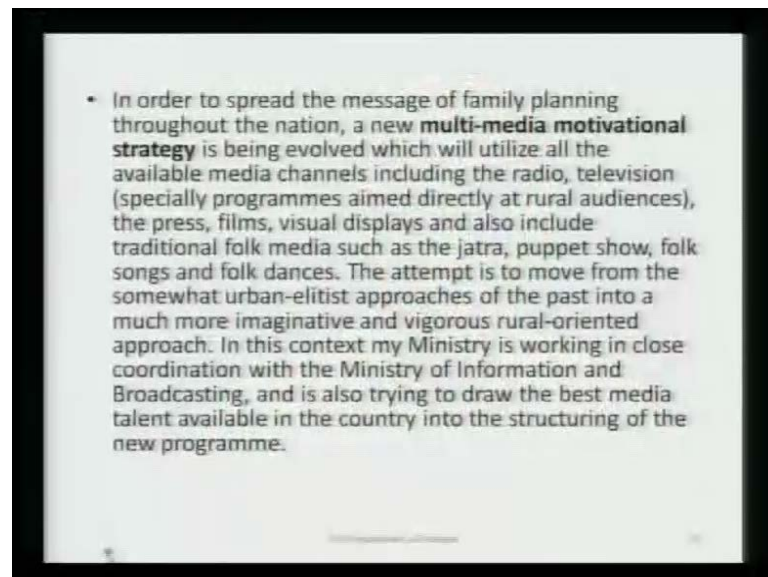 • In order to spread the message of family planning
throughout the nation, a new multi-media motivational
strategy is being evolved which will utilize all the
available media channels including the radio, television
(specially programmes aimed directly at rural audiences),
the press, films, visual displays and also include
traditional folk media such as the jatra, puppet show, folk
songs and folk dances. The attempt is to move from the
somewhat urban-elitist approaches of the past into a
much more imaginative and vigorous rural-oriented
approach. In this context my Ministry is working in close
coordination with the Ministry of Information and
Broadcasting, and is also trying to draw the best media
talent available in the country into the structuring of the
new programme.